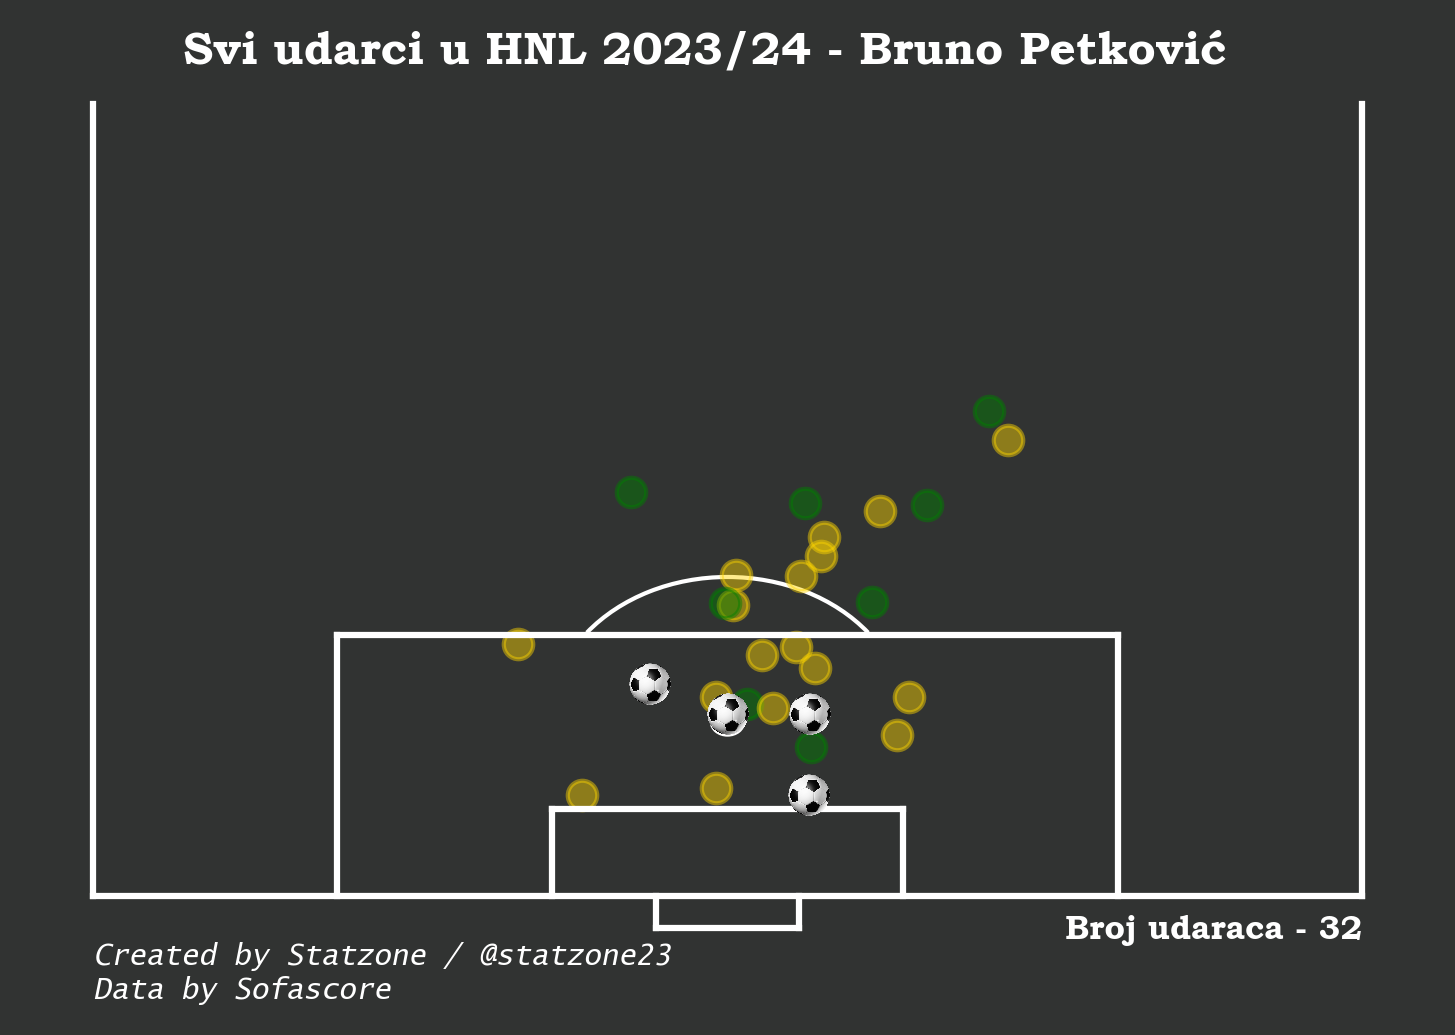 Svi udarci u HNL 2023/24 - Bruno Petković
Broj udaraca - 32
Created by Statzone / @statzone23
Data by Sofascore